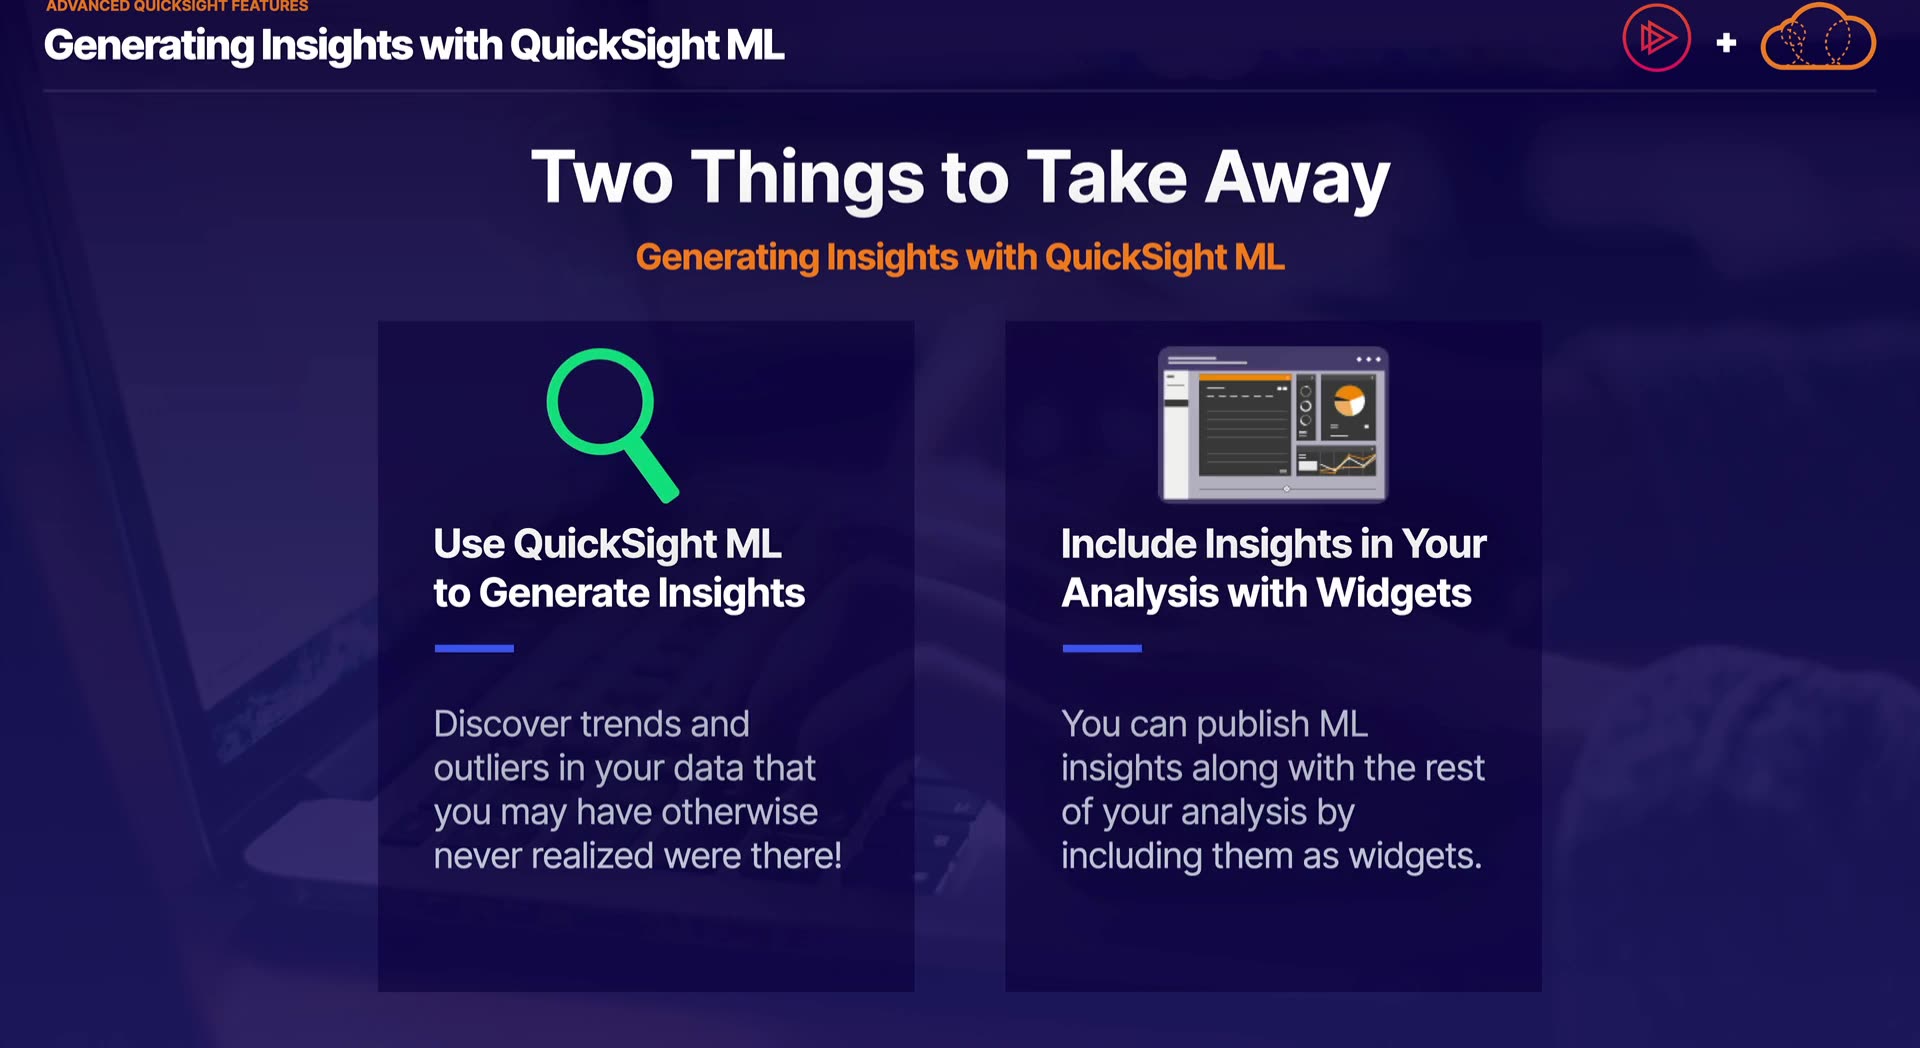 ADVANCED QUICKSIGHT FEATURES
Generating Insights with QuickSight ML
Two Things to Take Away
Generating Insights with QuickSight ML
Use QuickSight ML
to Generate Insights
Discover trends and
outliers in your data that
you may have otherwise
never realized were there!
Include Insights in Your
Analysis with Widgets
You can publish ML
insights along with the rest
of your analysis by
including them as widgets.